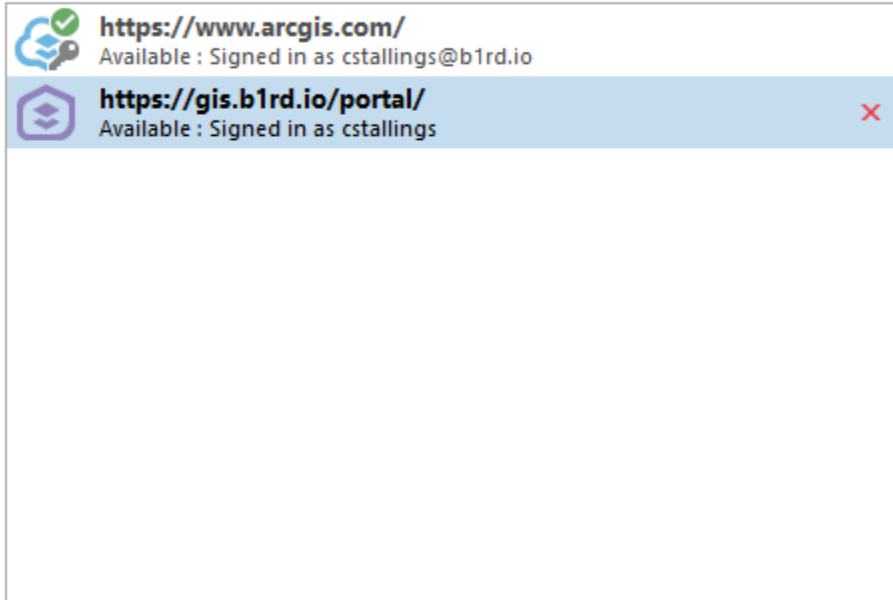 https://www.arcgis.com/
Available : Signed in as cstallings@b1rd.io
https://gis.b1rd.io/portal/
Available : Signed in as cstallings